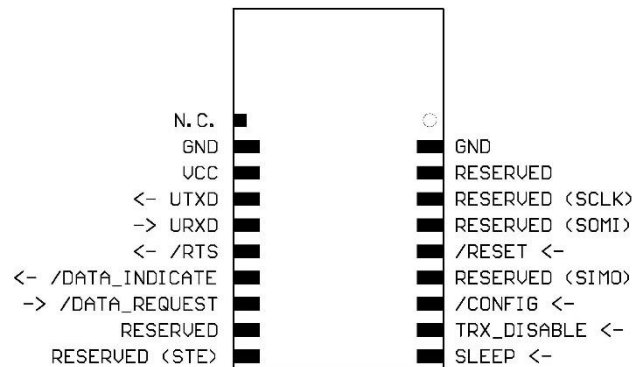 N.C.
GND GND
VCC RESERVED
<- UTXD RESERVED (SCLK)
-> URXD RESERVED (SOMI)
<- /RTS /RESET <-
<- /DATA_INDICATE RESERVED (SIMO)
-> /DATA_REQUEST /CONFIG <-
RESERVED TRX_DISABLE <-
RESERVED (STE) SLEEP <-